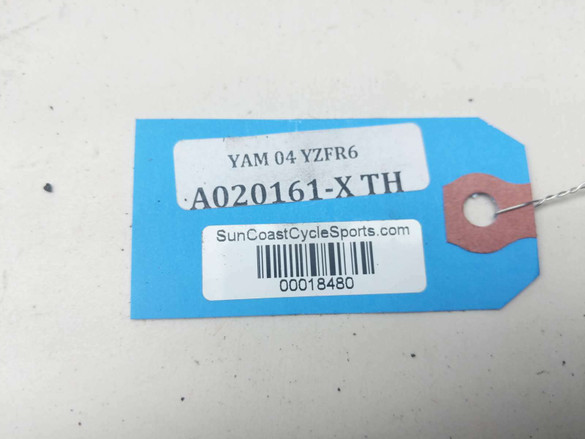 YAM 04 YZFR6
A020161-X TH
SunCoastCycleSports.com
00018480